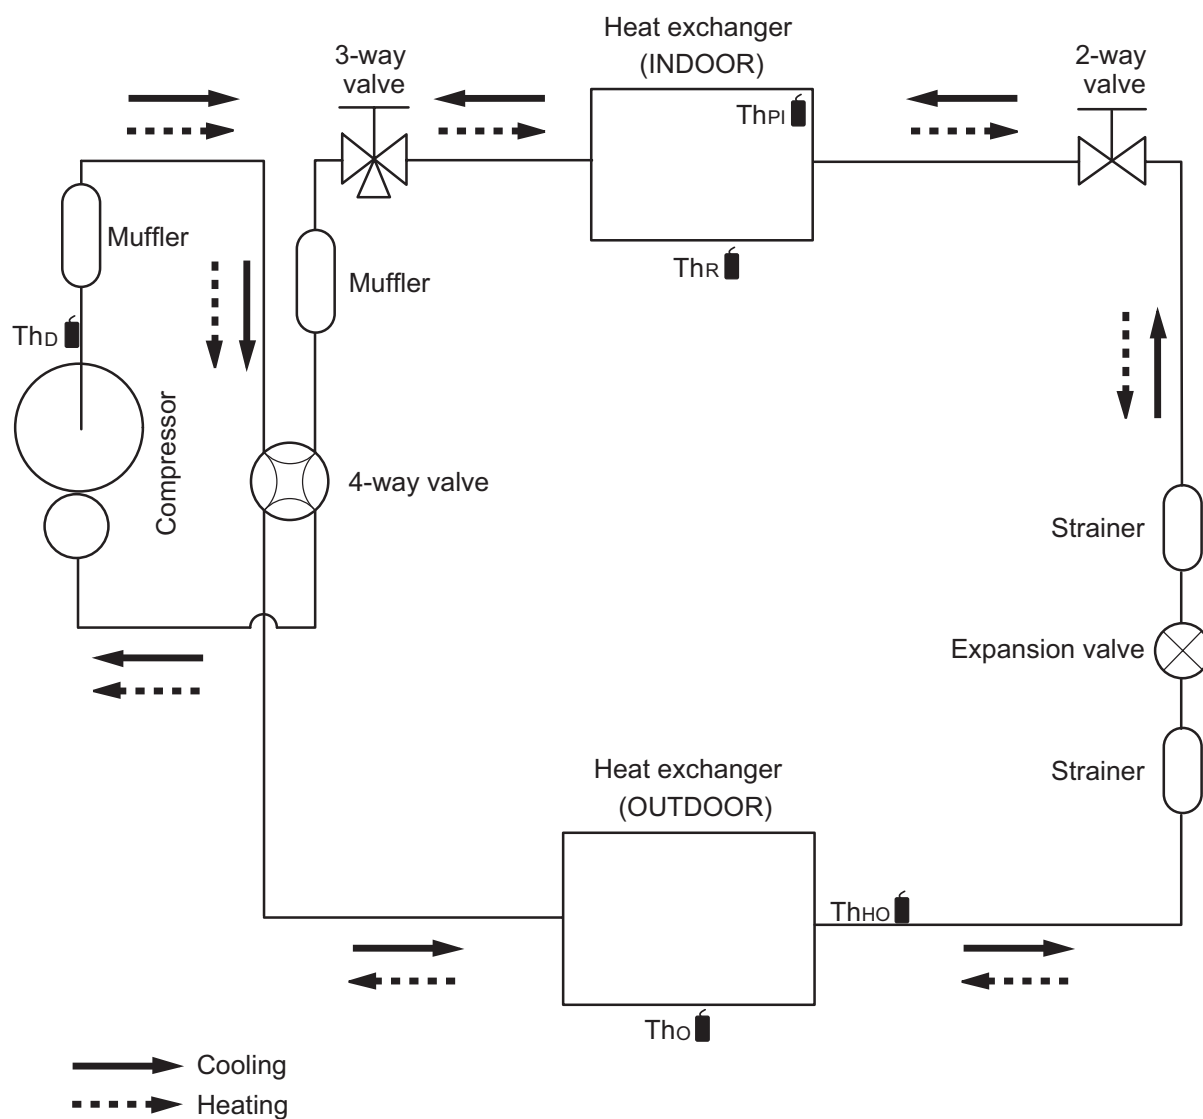 Heat exchanger
(INDOOR)
3-way
valve
2-way
valve
ThPI
Muffler
ThR
Muffler
ThD
Compressor
4-way valve
Strainer
Expansion valve
Strainer
Heat exchanger
(OUTDOOR)
ThHO
ThO
Cooling
Heating